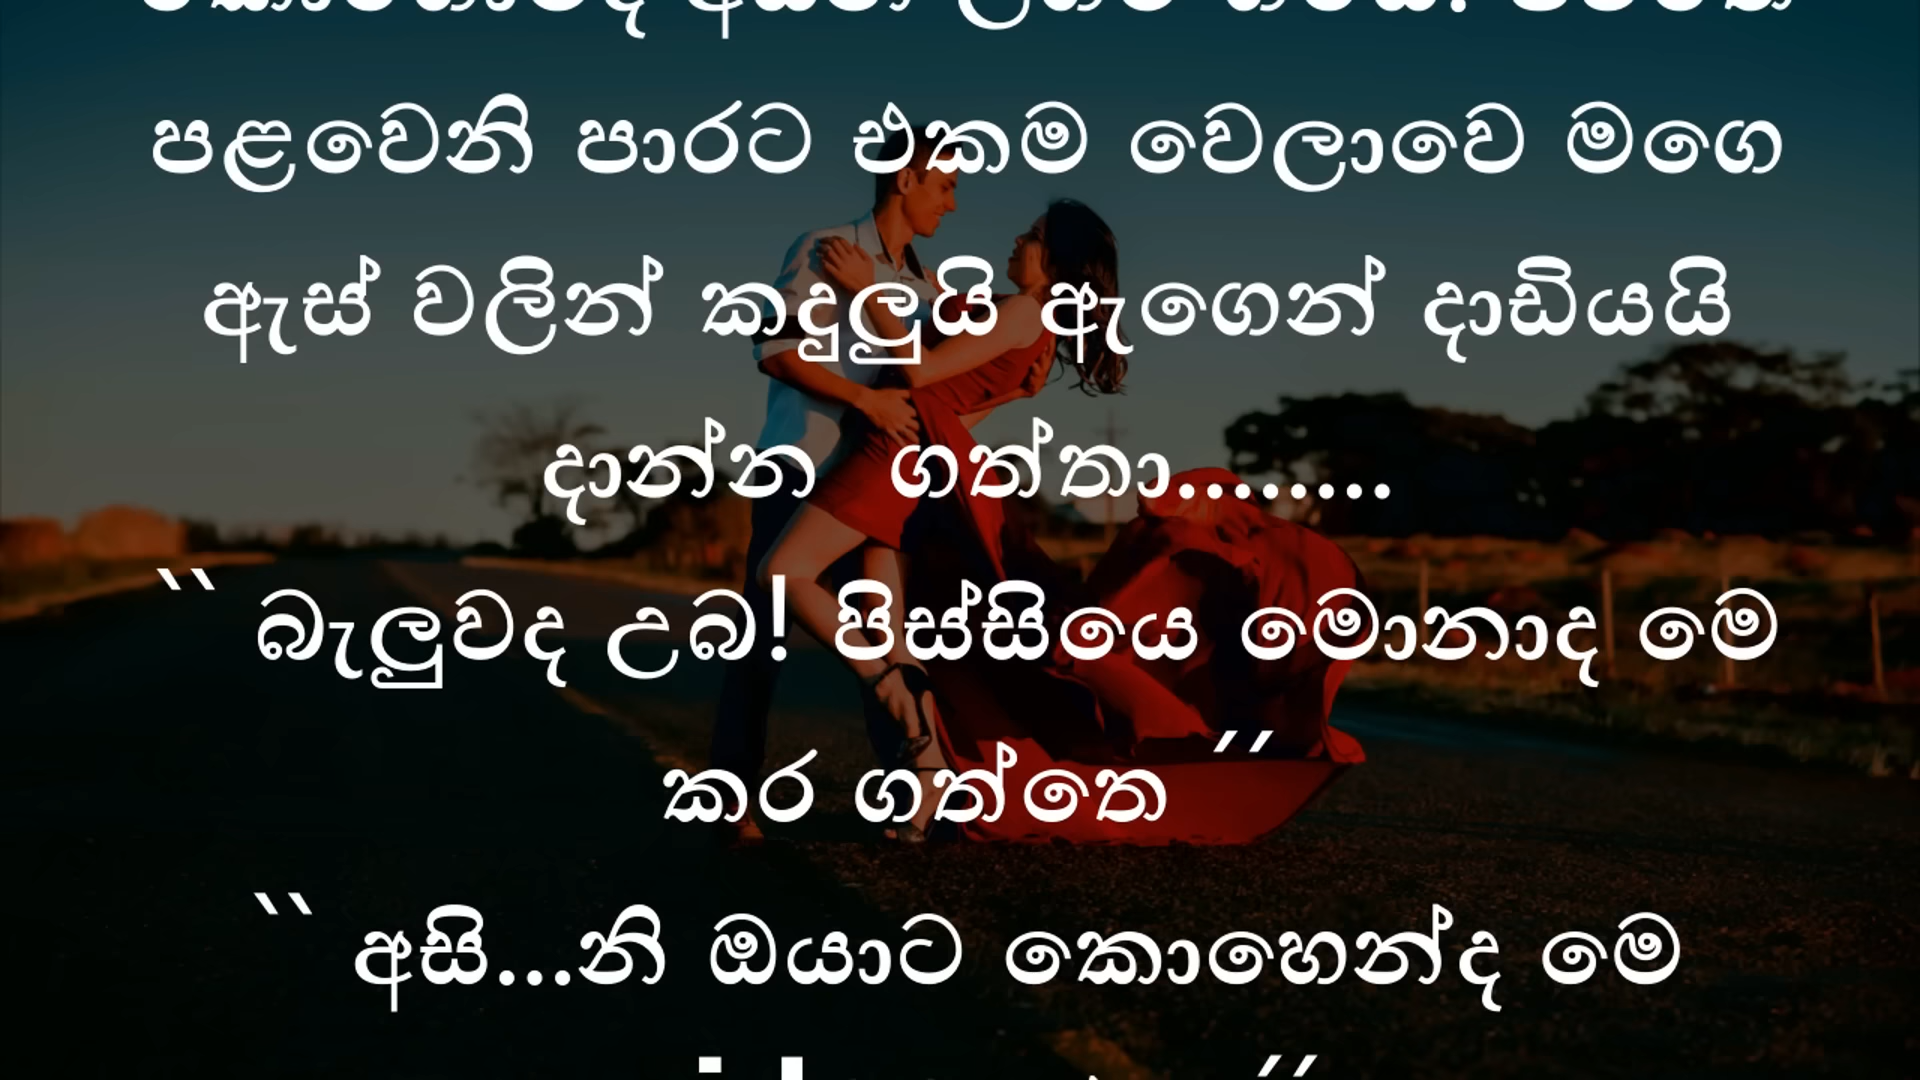 පළවෙනි පාරට එකම වෙලාවෙ මගෙ
ඇස් වලින් කඳුලුයි ඇගෙන් දාඩියයි
දාන්න ගත්තා........
`` බැලුවද උබ! පිස්සියෙ මොනාද මෙ
කර ගත්තෙ ´´
`` අසි...නි ඔයාට කොහෙන්ද මෙ